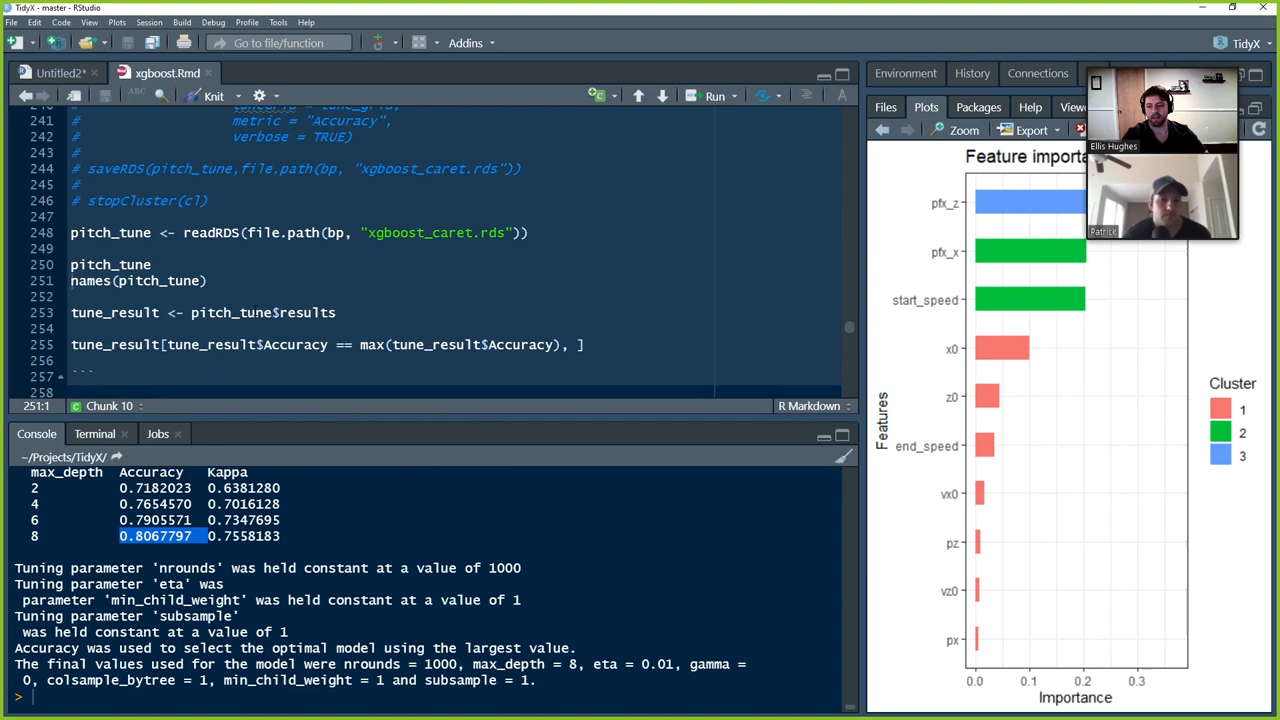 TidyX - master - RStudio
File Edit Code View Plots Session Build Debug Profile Tools Help
Go to file/function Addins TidyX
Untitled2* xgboost.Rmd
Knit Run
241 # metric = "Accuracy",
242 # verbose = TRUE)
243 #
244 # saveRDS(pitch_tune,file.path(bp, "xgboost_caret.rds"))
245 #
246 # stopCluster(cl)
247
248 pitch_tune <- readRDS(file.path(bp, "xgboost_caret.rds"))
249
250 pitch_tune
251 names(pitch_tune)
252
253 tune_result <- pitch_tune$results
254
255 tune_result[tune_result$Accuracy == max(tune_result$Accuracy), ]
256
257 ```
258
251:1 Chunk 10 R Markdown
Console Terminal Jobs
~/Projects/TidyX/
max_depth Accuracy Kappa
2 0.7182023 0.6381280
4 0.7654570 0.7016128
6 0.7905571 0.7347695
8 0.8067797 0.7558183
Tuning parameter 'nrounds' was held constant at a value of 1000
Tuning parameter 'eta' was
parameter 'min_child_weight' was held constant at a value of 1
Tuning parameter 'subsample'
was held constant at a value of 1
Accuracy was used to select the optimal model using the largest value.
The final values used for the model were nrounds = 1000, max_depth = 8, eta = 0.01, gamma =
0, colsample_bytree = 1, min_child_weight = 1 and subsample = 1.
>
Environment History Connections
Files Plots Packages Help View
Zoom Export
Ellis Hughes
Patrick
Feature importa
pfx_z
pfx_x
start_speed
x0
z0
end_speed
vx0
pz
vz0
px
Features
0.0 0.1 0.2 0.3
Importance
Cluster
1
2
3